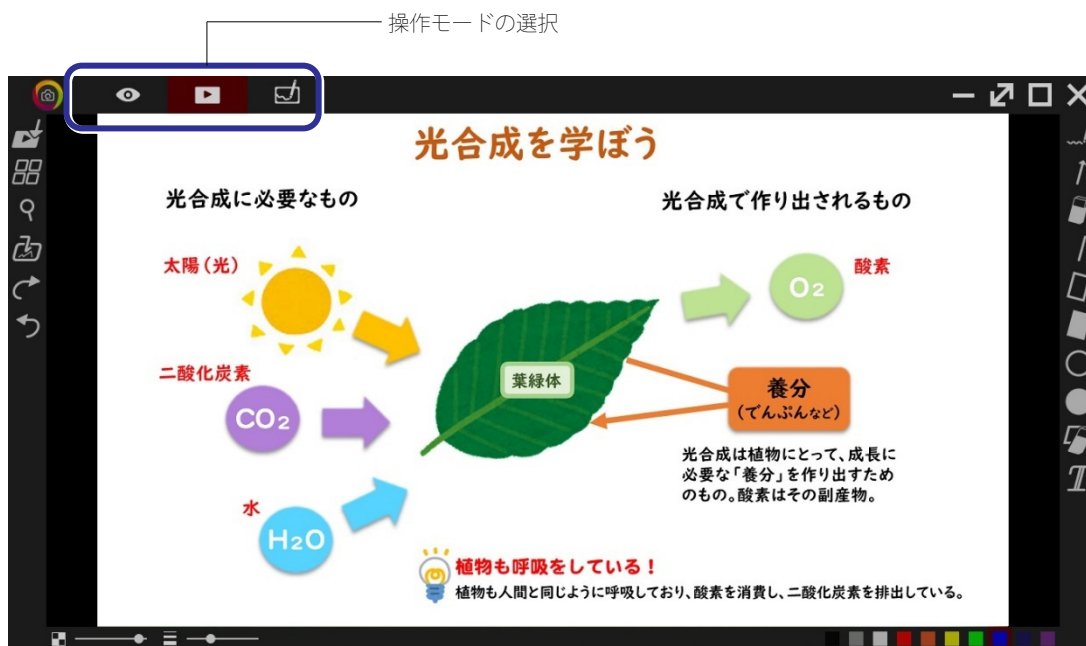 操作モードの選択
光合成を学ぼう
光合成に必要なもの
光合成で作り出されるもの
太陽(光)
酸素
O2
二酸化炭素
CO2
葉緑体
養分
(でんぷんなど)
光合成は植物にとって、成長に
必要な「養分」を作り出すため
のもの。酸素はその副産物。
水
H2O
植物も呼吸をしている!
植物も人間と同じように呼吸しており、酸素を消費し、二酸化炭素を排出している。
T